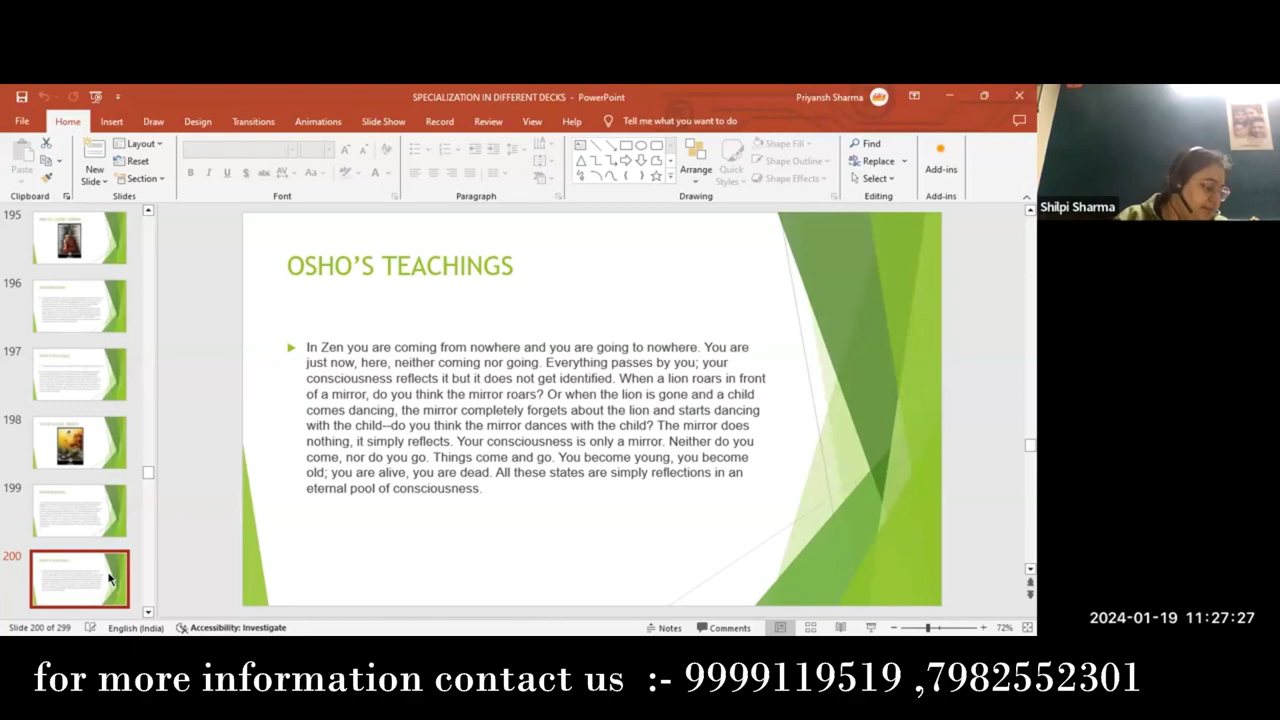 SPECIALIZATION IN DIFFERENT DECKS - PowerPoint
Priyansh Sharma
File Home Insert Draw Design Transitions Animations Slide Show Record Review View Help Tell me what you want to do
Paste
New
Slide
Layout
Reset
Section
B I U S abc AV Aa A
Arrange
Quick
Styles
Shape Fill
Shape Outline
Shape Effects
Find
Replace
Select
Add-ins
Clipboard Slides Font Paragraph Drawing Editing Add-ins
Shilpi Sharma
195
196
197
198
199
200
OSHO'S TEACHINGS
In Zen you are coming from nowhere and you are going to nowhere. You are
just now, here, neither coming nor going. Everything passes by you; your
consciousness reflects it but it does not get identified. When a lion roars in front
of a mirror, do you think the mirror roars? Or when the lion is gone and a child
comes dancing, the mirror completely forgets about the lion and starts dancing
with the child--do you think the mirror dances with the child? The mirror does
nothing, it simply reflects. Your consciousness is only a mirror. Neither do you
come, nor do you go. Things come and go. You become young, you become
old; you are alive, you are dead. All these states are simply reflections in an
eternal pool of consciousness.
Slide 200 of 299 English (India) Accessibility: Investigate Notes Comments 72%
2024-01-19 11:27:27
for more information contact us :- 9999119519 ,7982552301